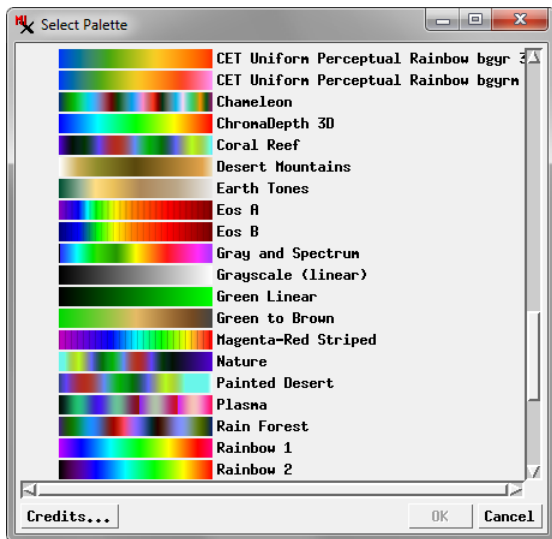 Select Palette
CET Uniform Perceptual Rainbow bgyr 3
CET Uniform Perceptual Rainbow bgyrm
Chameleon
ChromaDepth 3D
Coral Reef
Desert Mountains
Earth Tones
Eos A
Eos B
Gray and Spectrum
Grayscale (linear)
Green Linear
Green to Brown
Magenta-Red Striped
Nature
Painted Desert
Plasma
Rain Forest
Rainbow 1
Rainbow 2
Credits... OK Cancel